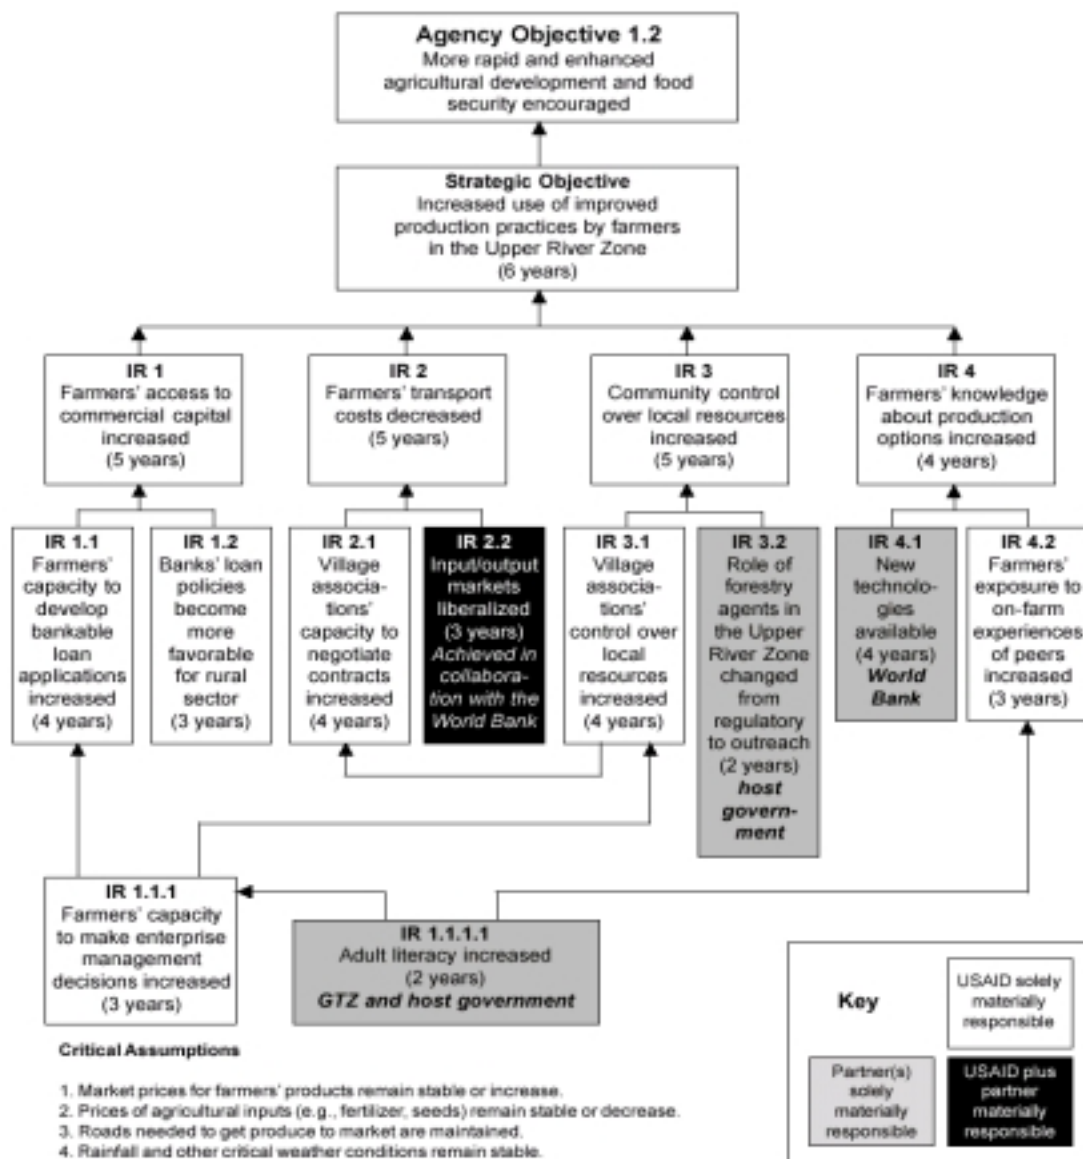 Agency Objective 1.2
More rapid and enhanced
agricultural development and food
security encouraged
Strategic Objective
Increased use of improved
production practices by farmers
in the Upper River Zone
(6 years)
IR 1
Farmers' access to
commercial capital
increased
(5 years)
IR 2
Farmers' transport
costs decreased
(5 years)
IR 3
Community control
over local resources
increased
(5 years)
IR 4
Farmers' knowledge
about production
options increased
(4 years)
IR 1.1
Farmers'
capacity to
develop
bankable
loan
applications
increased
(4 years)
IR 1.2
Banks' loan
policies
become
more
favorable
for rural
sector
(3 years)
IR 2.1
Village
associa-
tions'
capacity to
negotiate
contracts
increased
(4 years)
IR 2.2
Input/output
markets
liberalized
(3 years)
Achieved in
collabora-
tion with the
World Bank
IR 3.1
Village
associa-
tions'
control over
local
resources
increased
(4 years)
IR 3.2
Role of
forestry
agents in
the Upper
River Zone
changed
from
regulatory
to outreach
(2 years)
host
govern-
ment
IR 4.1
New
technolo-
gies
available
(4 years)
World
Bank
IR 4.2
Farmers'
exposure to
on-farm
experiences
of peers
increased
(3 years)
IR 1.1.1
Farmers' capacity
to make enterprise
management
decisions increased
(3 years)
IR 1.1.1.1
Adult literacy increased
(2 years)
GTZ and host government
Key
USAID solely
materially
responsible
Partner(s)
solely
materially
responsible
USAID plus
partner
materially
responsible
Critical Assumptions
1. Market prices for farmers' products remain stable or increase.
2. Prices of agricultural inputs (e.g., fertilizer, seeds) remain stable or decrease.
3. Roads needed to get produce to market are maintained.
4. Rainfall and other critical weather conditions remain stable.